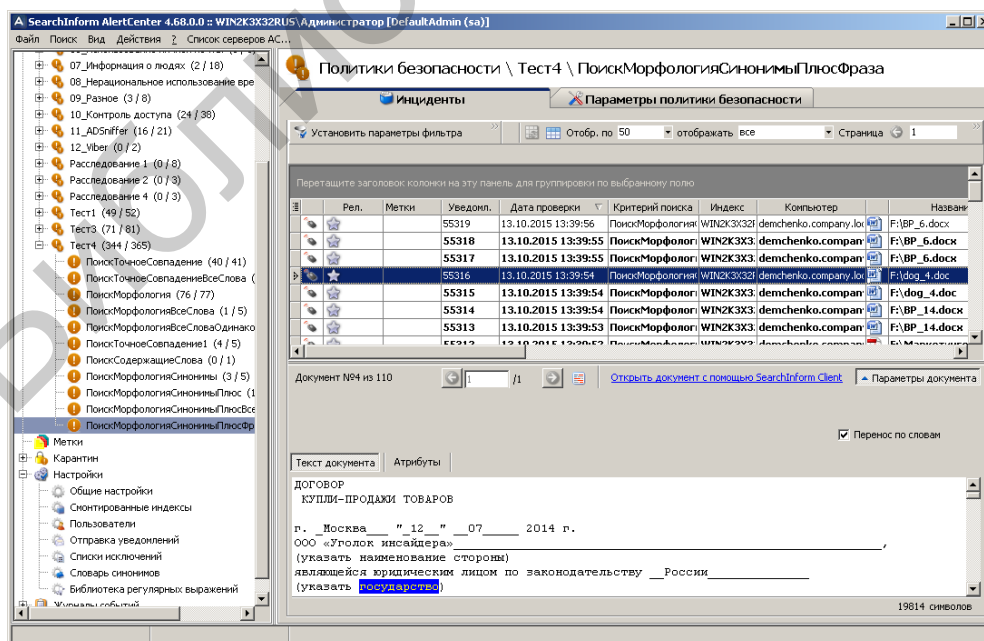 SearchInform AlertCenter 4.68.0.0 :: WIN2K3X32RUS\Администратор [DefaultAdmin (sa)]
Файл Поиск Вид Действия ? Список серверов AC...
07_Информация о людях (2 / 18)
08_Нерациональное использование вре
09_Разное (3 / 8)
10_Контроль доступа (24 / 38)
11_ADSniffer (16 / 21)
12_Viber (0 / 2)
Расследование 1 (0 / 8)
Расследование 2 (0 / 3)
Расследование 4 (0 / 3)
Тест1 (49 / 52)
Тест3 (71 / 81)
Тест4 (344 / 365)
ПоискТочноеСовпадение (40 / 41)
ПоискТочноеСовпадениеВсеСлова (
ПоискМорфология (76 / 77)
ПоискМорфологияВсеСлова (1 / 5)
ПоискМорфологияВсеСловаОдинако
ПоискТочноеСовпадение1 (4 / 5)
ПоискСодержащиеСлова (0 / 1)
ПоискМорфологияСинонимы (3 / 5)
ПоискМорфологияСинонимыПлюс (1
ПоискМорфологияСинонимыПлюсВсе
ПоискМорфологияСинонимыПлюсФр
Метки
Карантин
Настройки
Общие настройки
Смонтированные индексы
Пользователи
Отправка уведомлений
Списки исключений
Словарь синонимов
Библиотека регулярных выражений
Журналы событий
Политики безопасности \ Тест4 \ ПоискМорфологияСинонимыПлюсФраза
Инциденты Параметры политики безопасности
Установить параметры фильтра Отобр. по 50 отображать все Страница 1
Перетащите заголовок колонки на эту панель для группировки по выбранному полю
Рел. Метки Уведомл. Дата проверки Критерий поиска Индекс Компьютер Названи
55319 13.10.2015 13:39:56 ПоискМорфология WIN2K3X32 demchenko.company.loc F:\BP_6.docx
55318 13.10.2015 13:39:55 ПоискМорфолог WIN2K3X3 demchenko.compan F:\BP_6.docx
55317 13.10.2015 13:39:55 ПоискМорфолог WIN2K3X3 demchenko.compan F:\BP_6.docx
55316 13.10.2015 13:39:54 ПоискМорфология WIN2K3X32 demchenko.company.loc F:\dog_4.doc
55315 13.10.2015 13:39:54 ПоискМорфолог WIN2K3X3 demchenko.compan F:\dog_4.doc
55314 13.10.2015 13:39:54 ПоискМорфолог WIN2K3X3 demchenko.compan F:\BP_14.docx
55313 13.10.2015 13:39:53 ПоискМорфолог WIN2K3X3 demchenko.compan F:\BP_14.docx
Документ №4 из 110 1 /1 Открыть документ с помощью SearchInform Client Параметры документа
Перенос по словам
Текст документа Атрибуты
ДОГОВОР
КУПЛИ-ПРОДАЖИ ТОВАРОВ
г. _Москва___ "_12__" __07____ 2014 г.
ООО «Уголок инсайдера»_____________________________________________________,
(указать наименование стороны)
являющейся юридическим лицом по законодательству __России___________
(указать государство)
19814 символов